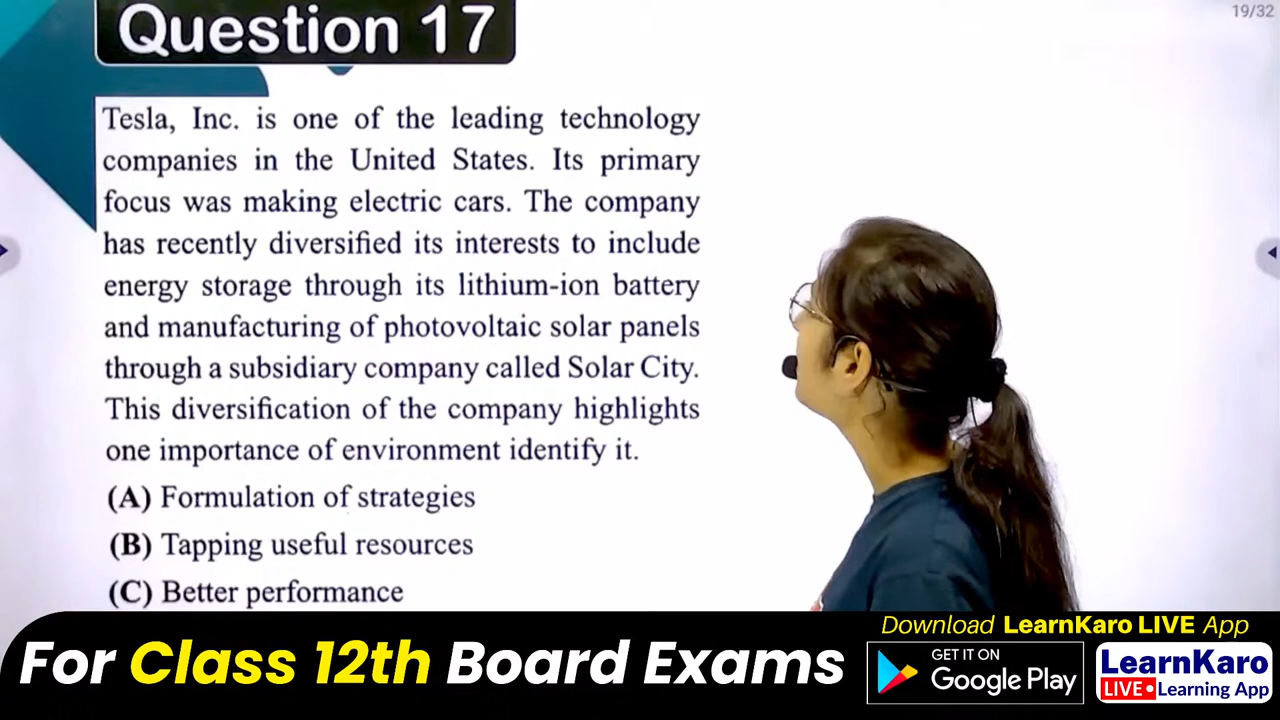 Question 17
19/32
Tesla, Inc. is one of the leading technology
companies in the United States. Its primary
focus was making electric cars. The company
has recently diversified its interests to include
energy storage through its lithium-ion battery
and manufacturing of photovoltaic solar panels
through a subsidiary company called Solar City.
This diversification of the company highlights
one importance of environment identify it.
(A) Formulation of strategies
(B) Tapping useful resources
(C) Better performance
For Class 12th Board Exams
Download LearnKaro LIVE App
GET IT ON
Google Play
LearnKaro
LIVE Learning App